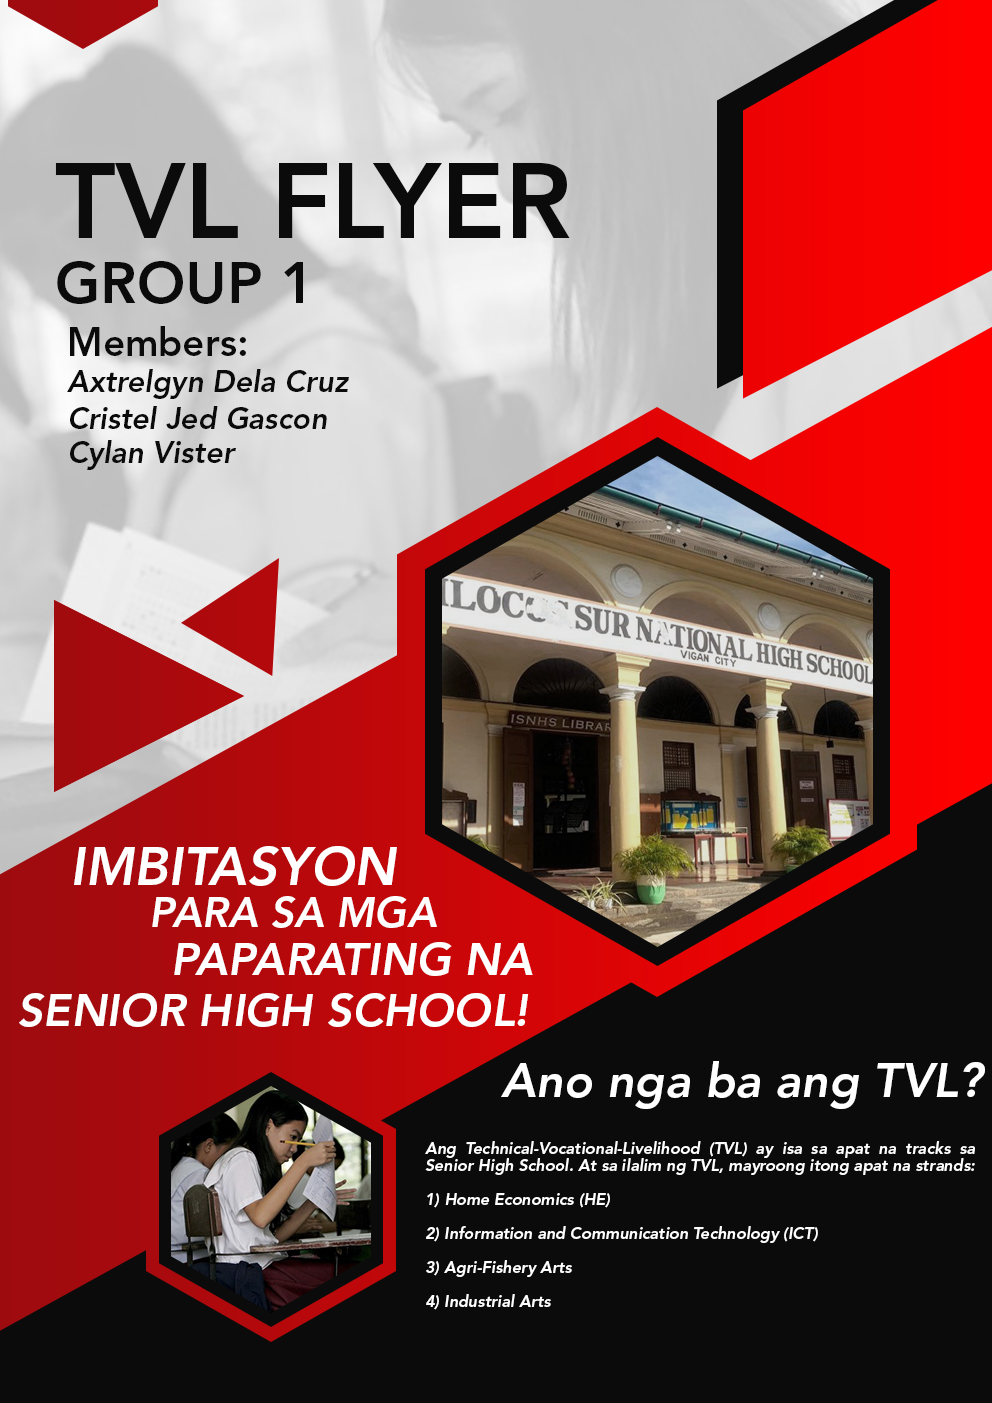 TVL FLYER
GROUP 1
Members:
Axtrelgyn Dela Cruz
Cristel Jed Gascon
Cylan Vister
SUR NATIONAL HIGH SCHOOL
VIGAN CITY
ISNHS
IMBITASYON
PARA SA MGA
PAPARATING NA
SENIOR HIGH SCHOOL!
Ano nga ba ang TVL?
Ang Technical-Vocational-Livelihood (TVL) ay isa sa apat na tracks sa
Senior High School. At sa ilalim ng TVL, mayroong itong apat na strands:
1) Home Economics (HE)
2) Information and Communication Technology (ICT)
3) Agri-Fishery Arts
4) Industrial Arts